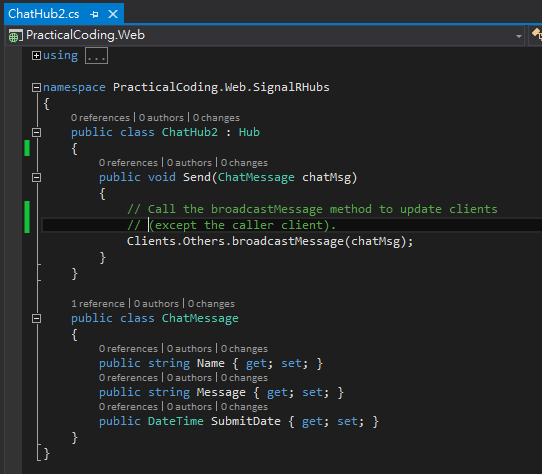 ChatHub2.cs
PracticalCoding.Web
using ...
namespace PracticalCoding.Web.SignalRHubs
{
0 references | 0 authors | 0 changes
public class ChatHub2 : Hub
{
0 references | 0 authors | 0 changes
public void Send(ChatMessage chatMsg)
{
// Call the broadcastMessage method to update clients
// (except the caller client).
Clients.Others.broadcastMessage(chatMsg);
}
}
1 reference | 0 authors | 0 changes
public class ChatMessage
{
0 references | 0 authors | 0 changes
public string Name { get; set; }
0 references | 0 authors | 0 changes
public string Message { get; set; }
0 references | 0 authors | 0 changes
public DateTime SubmitDate { get; set; }
}
}